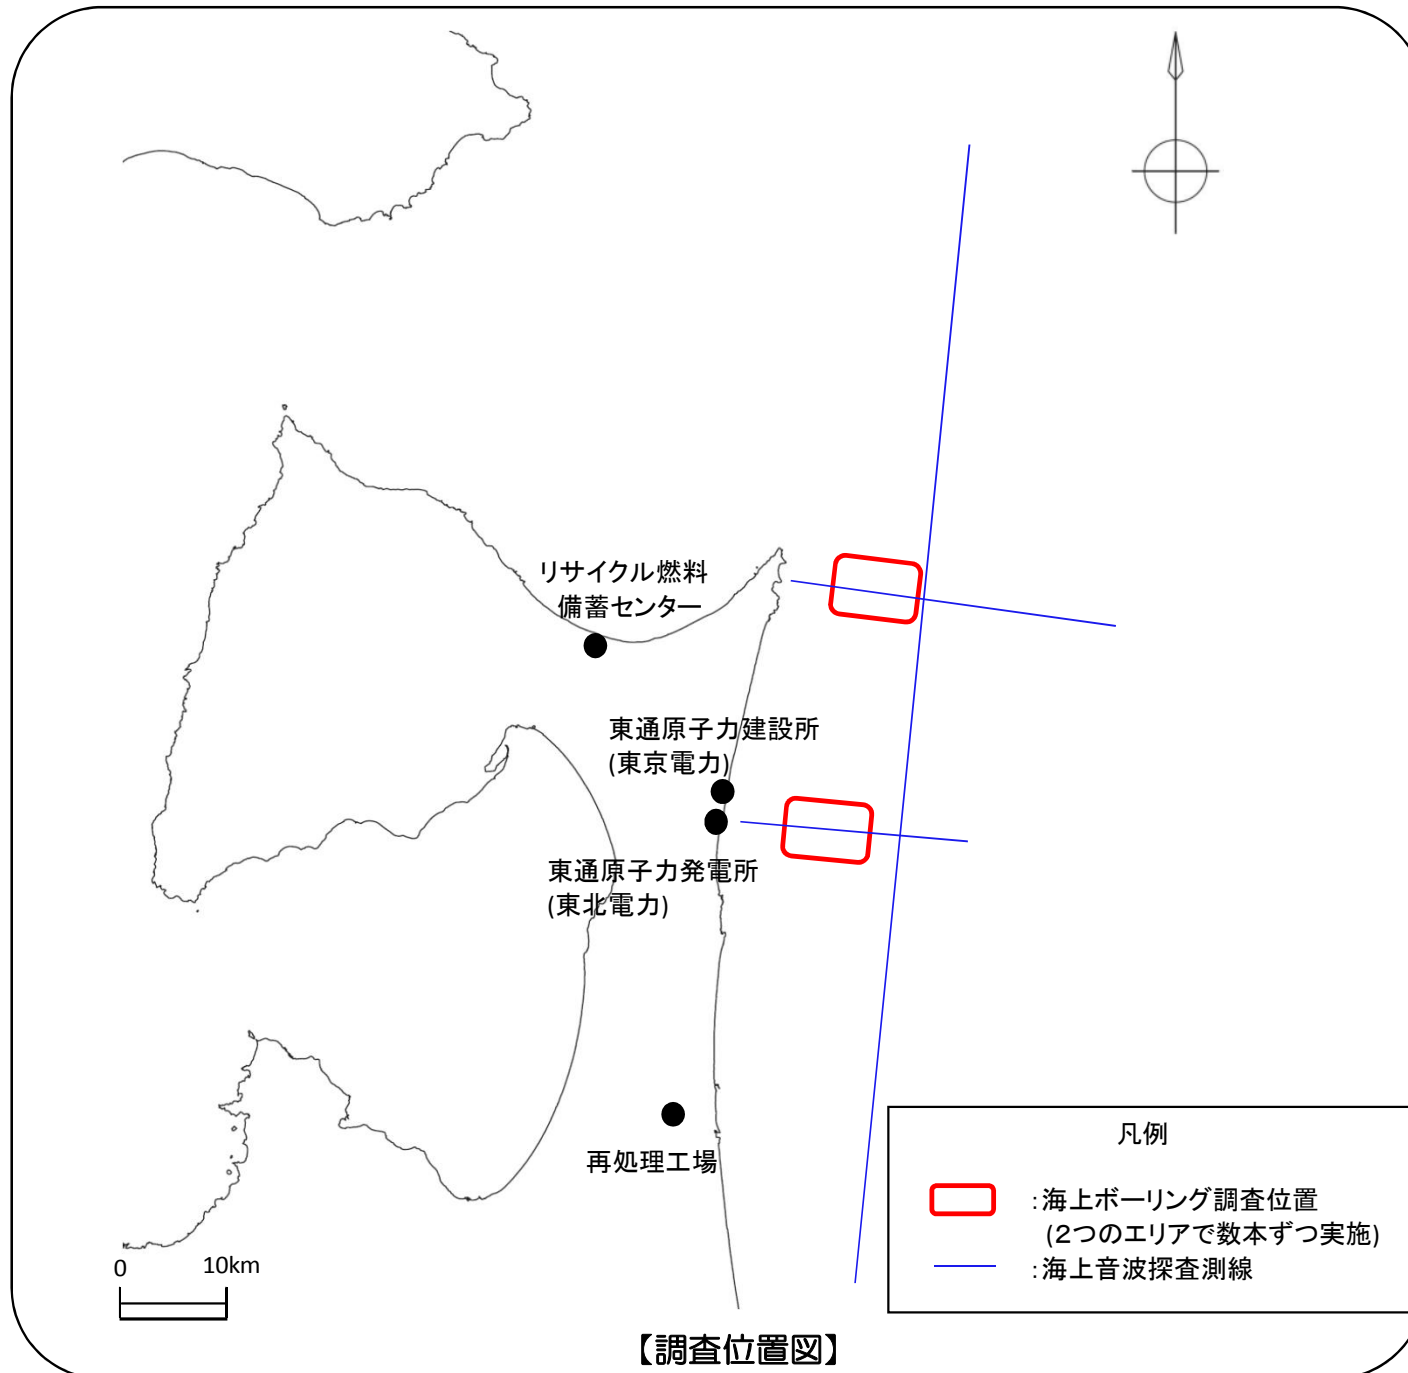 リサイクル燃料
備蓄センター
東通原子力建設所
(東京電力)
東通原子力発電所
(東北電力)
再処理工場
凡例
:海上ボーリング調査位置
(2つのエリアで数本ずつ実施)
:海上音波探査測線
0 10km
【調査位置図】